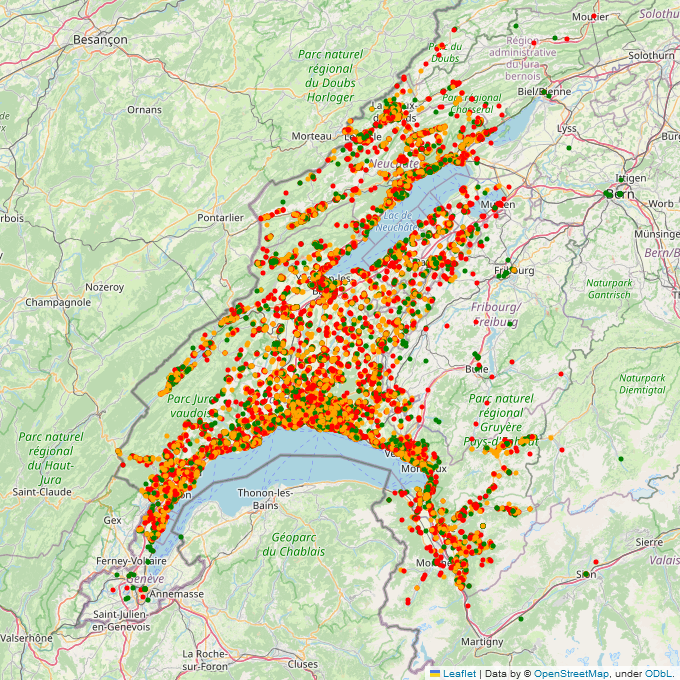 Moutier
Solothurn
Besançon
Parc du
Doubs
Région
administrative
du Jura
bernois
Solothurn
Parc naturel
régional
du Doubs
Horloger
Biel/Bienne
Parc régional
Chasseral
Ornans
Morteau
Lyss
Neuchâtel
Ittigen
Bern
Worb
Pontarlier
Lac de
Neuchâtel
Münsingen
Nozeroy
Fribourg
Bern/B
Naturpark
Gantrisch
Champagnole
Fribourg/
Freiburg
Bulle
Naturpark
Diemtigtal
Parc Jura
vaudois
Parc naturel
régional
Gruyère
Pays-d'Enhaut
Parc naturel
régional
du Haut-
Jura
Saint-Claude
Thonon-les-
Bains
Gex
Géoparc
du Chablais
Ferney-Voltaire
Genève
Annemasse
Sierre
Sion
Valais
Saint-Julien-
en-Genevois
Valserhône
Martigny
La Roche-
sur-Foron
Cluses
Leaflet | Data by © OpenStreetMap, under ODbL.